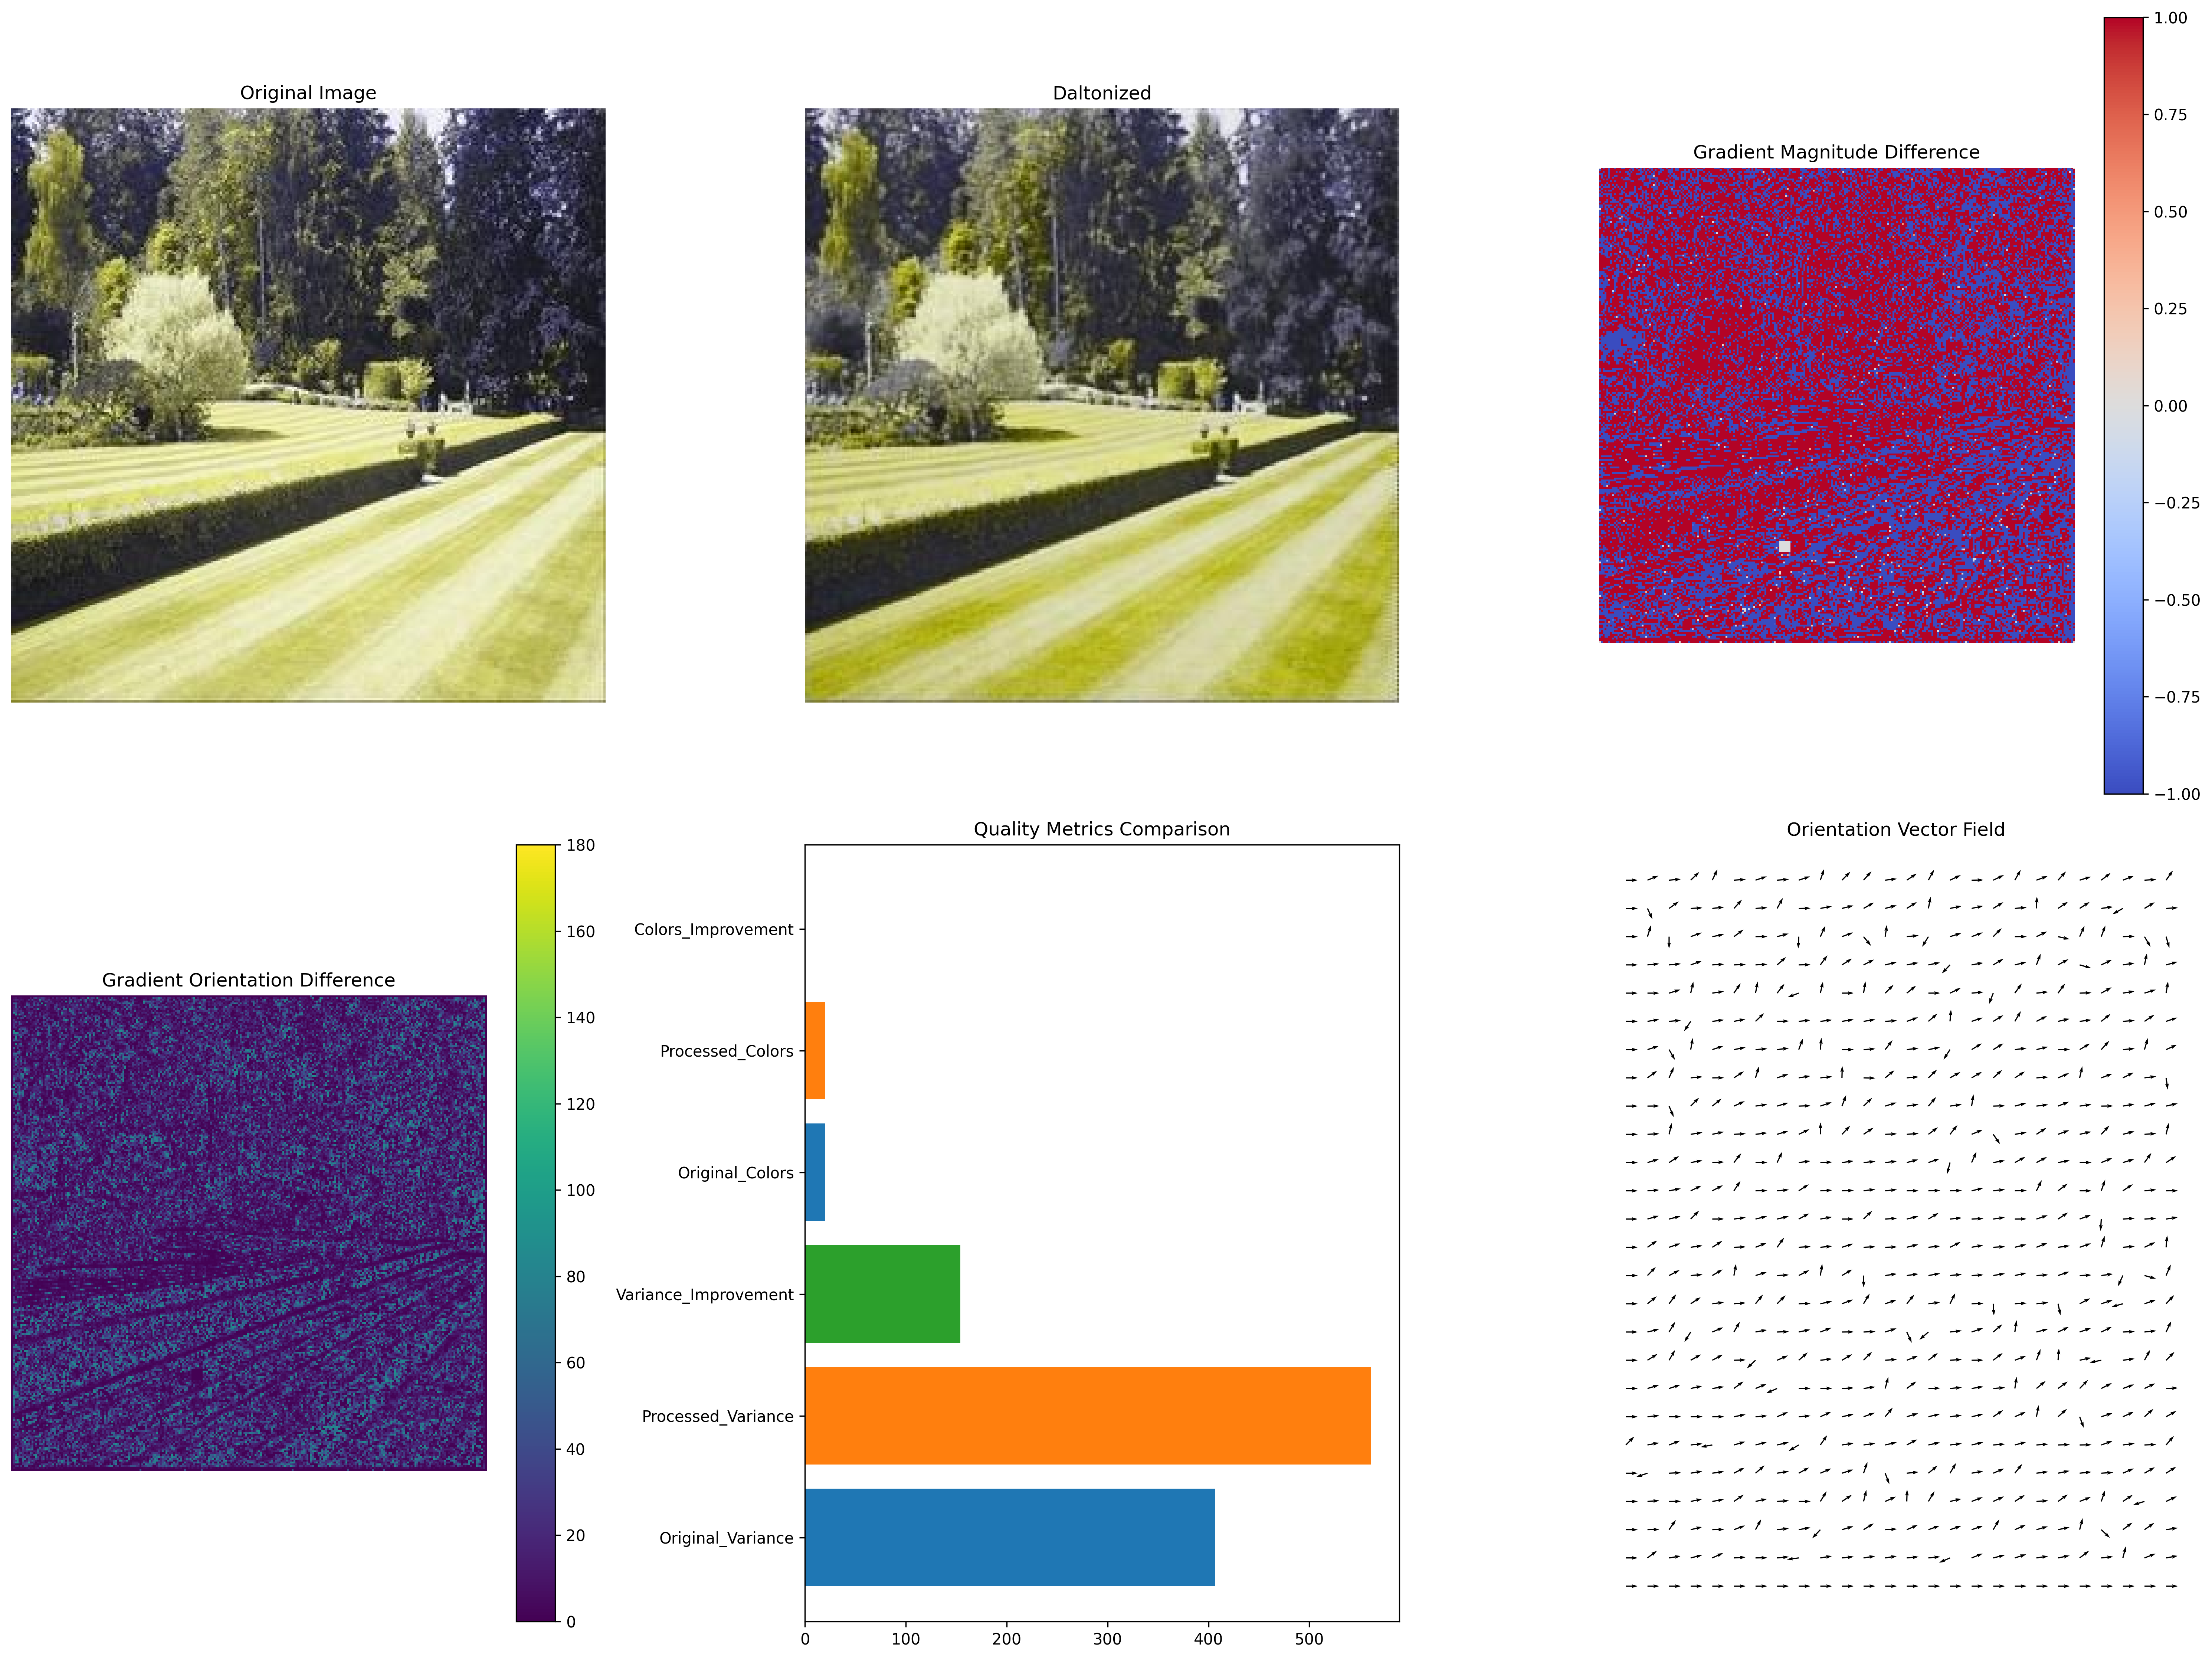 Original Image
Daltonized
Gradient Magnitude Difference
1.00
0.75
0.50
0.25
0.00
−0.25
−0.50
−0.75
−1.00
Gradient Orientation Difference
180
160
140
120
100
80
60
40
20
0
Quality Metrics Comparison
Colors_Improvement
Processed_Colors
Original_Colors
Variance_Improvement
Processed_Variance
Original_Variance
0 100 200 300 400 500
Orientation Vector Field